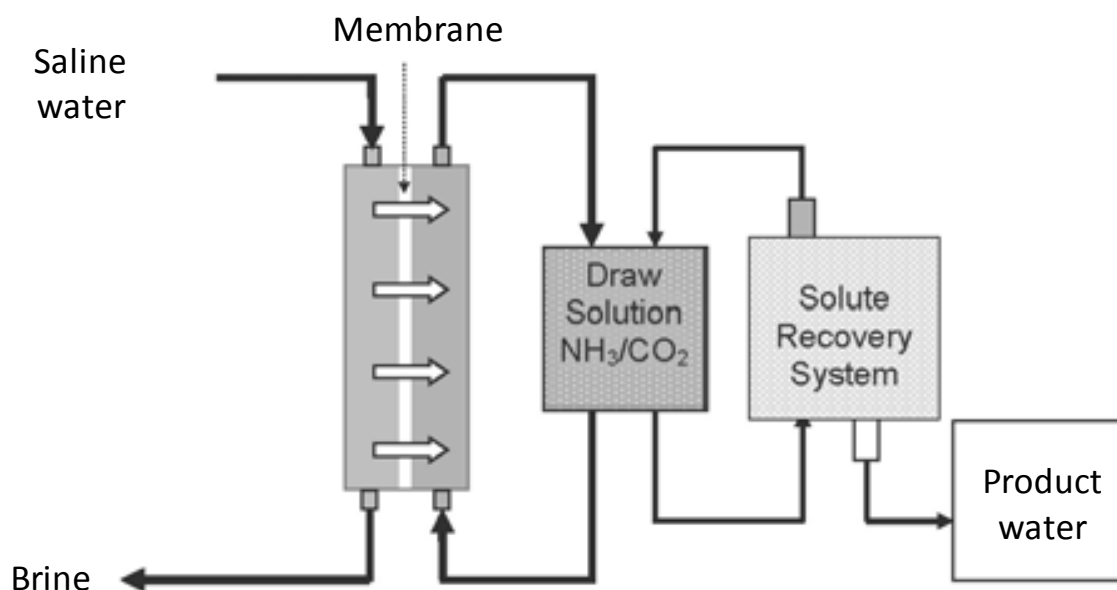 Membrane
Saline
water
Draw
Solution
NH₃/CO₂
Solute
Recovery
System
Product
water
Brine